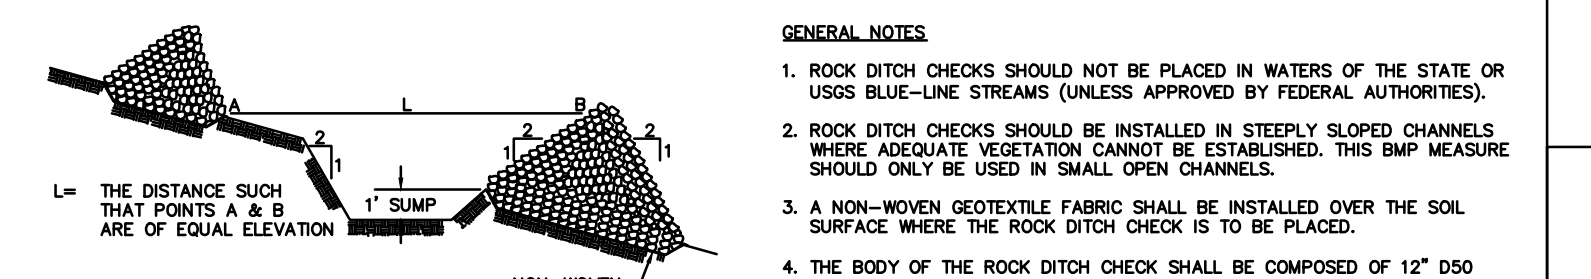 A
L
B
2
1
2
1
2
1
1' SUMP
L= THE DISTANCE SUCH
THAT POINTS A & B
ARE OF EQUAL ELEVATION
GENERAL NOTES
1. ROCK DITCH CHECKS SHOULD NOT BE PLACED IN WATERS OF THE STATE OR
USGS BLUE-LINE STREAMS (UNLESS APPROVED BY FEDERAL AUTHORITIES).
2. ROCK DITCH CHECKS SHOULD BE INSTALLED IN STEEPLY SLOPED CHANNELS
WHERE ADEQUATE VEGETATION CANNOT BE ESTABLISHED. THIS BMP MEASURE
SHOULD ONLY BE USED IN SMALL OPEN CHANNELS.
3. A NON-WOVEN GEOTEXTILE FABRIC SHALL BE INSTALLED OVER THE SOIL
SURFACE WHERE THE ROCK DITCH CHECK IS TO BE PLACED.
4. THE BODY OF THE ROCK DITCH CHECK SHALL BE COMPOSED OF 12" D50